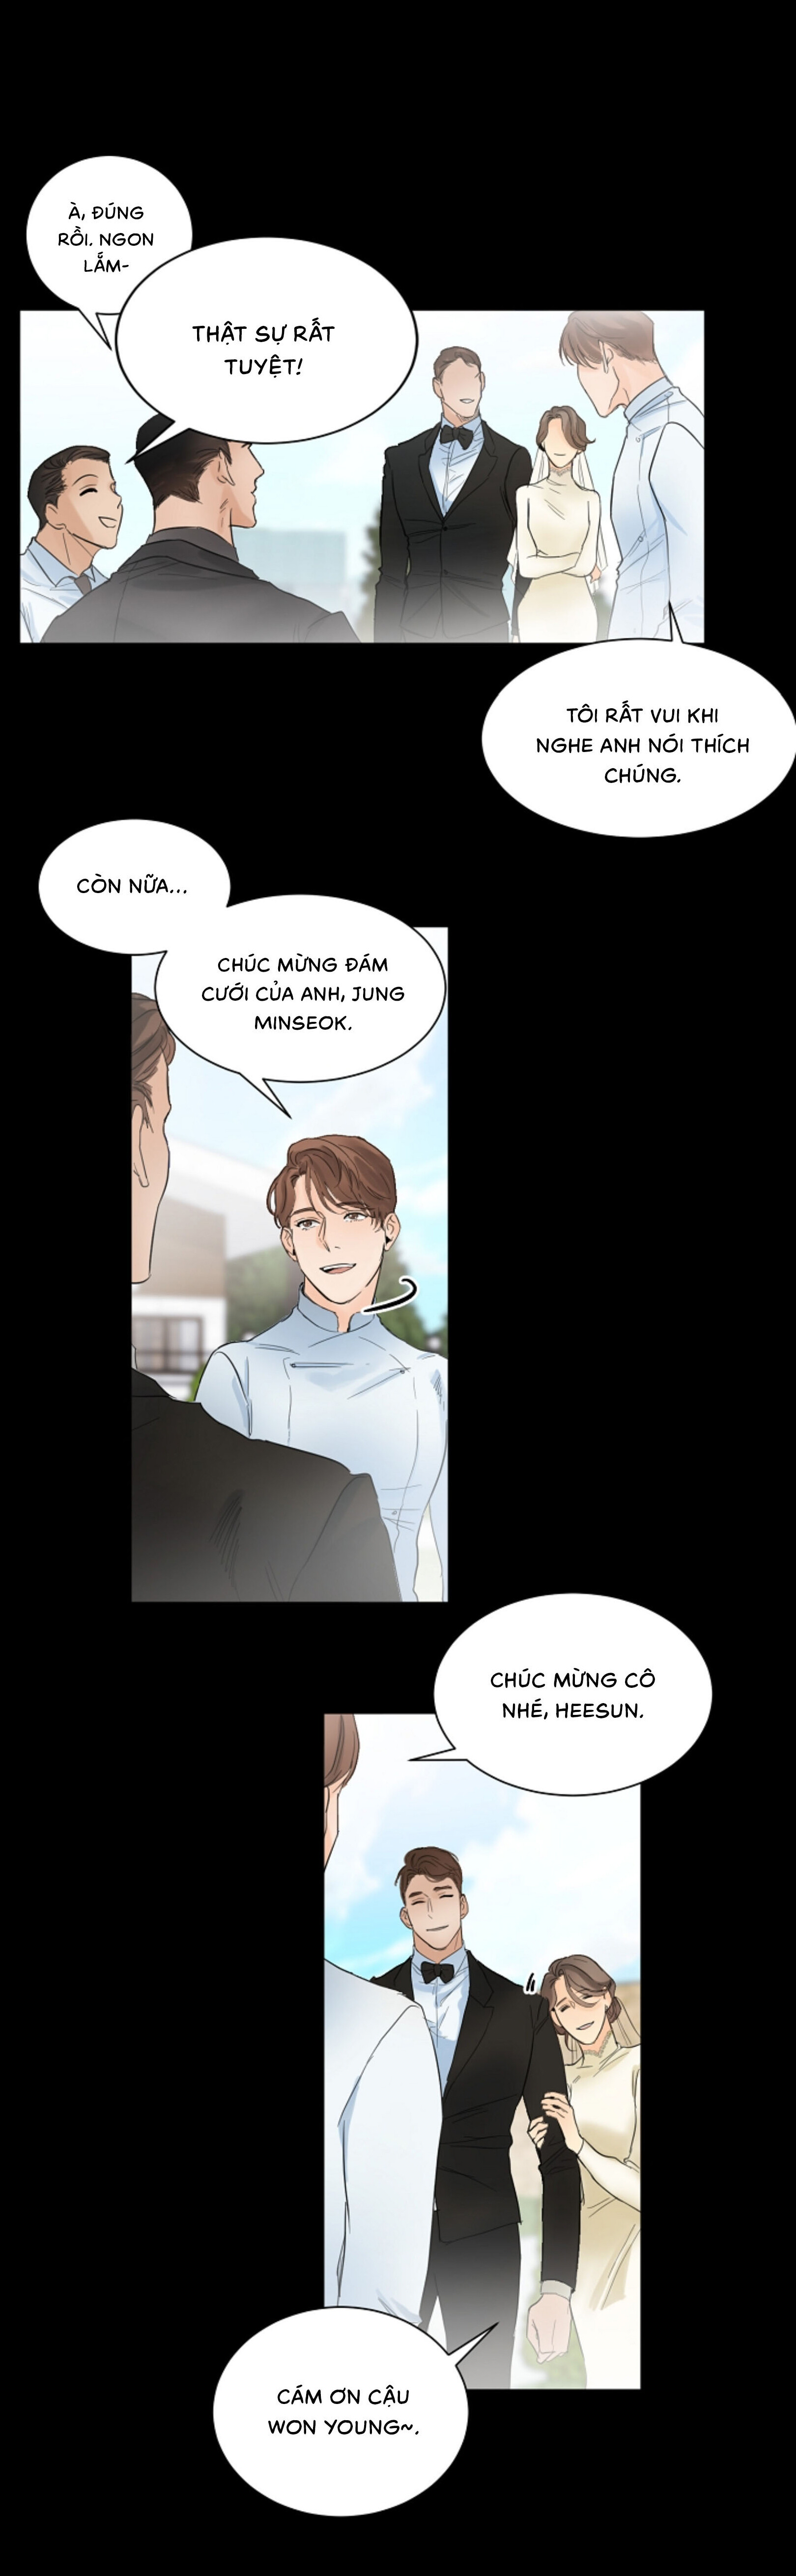 À, ĐÚNG
RỒI. NGON
LẮM-
THẬT SỰ RẤT
TUYỆT!
TÔI RẤT VUI KHI
NGHE ANH NÓI THÍCH
CHÚNG.
CÒN NỮA...
CHÚC MỪNG ĐÁM
CƯỚI CỦA ANH, JUNG
MINSEOK.
CHÚC MỪNG CÔ
NHÉ, HEESUN.
CÁM ƠN CẬU
WON YOUNG~.